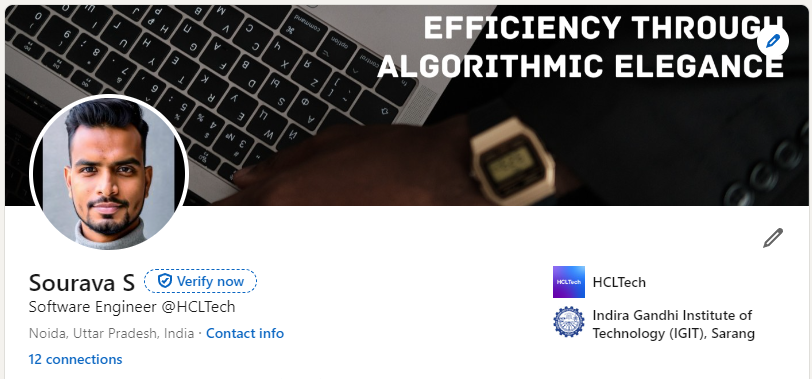 EFFICIENCY THROUGH
ALGORITHMIC ELEGANCE
Sourava S
Verify now
Software Engineer @HCLTech
Noida, Uttar Pradesh, India · Contact info
12 connections
HCLTech
HCLTech
Indira Gandhi Institute of
Technology (IGIT), Sarang